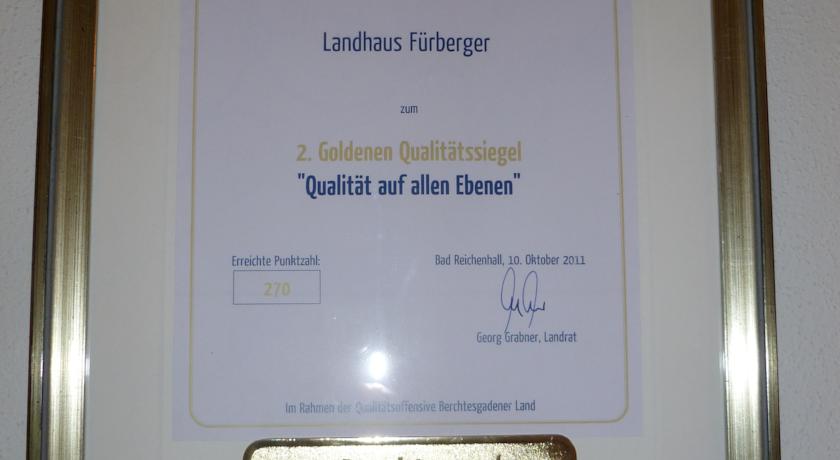 Landhaus Fürberger
zum
2. Goldenen Qualitätssiegel
"Qualität auf allen Ebenen"
Erreichte Punktzahl:
270
Bad Reichenhall, 10. Oktober 2011
Georg Grabner, Landrat
Im Rahmen der Qualitätsoffensive Berchtesgadener Land